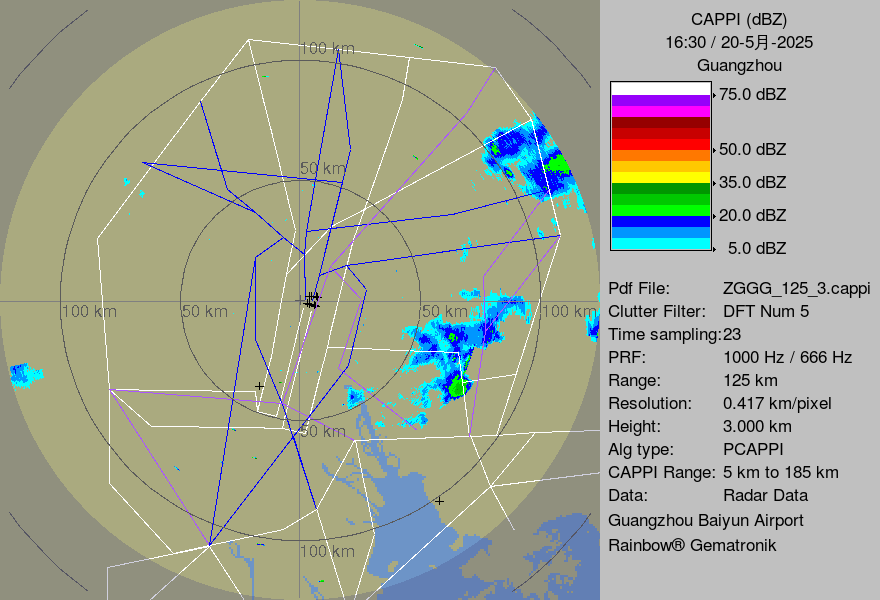 100 km
50 km
100 km
50 km
50 km
100 km
50 km
100 km
CAPPI (dBZ)
16:30 / 20-5月-2025
Guangzhou
75.0 dBZ
50.0 dBZ
35.0 dBZ
20.0 dBZ
5.0 dBZ
Pdf File: ZGGG_125_3.cappi
Clutter Filter: DFT Num 5
Time sampling:23
PRF: 1000 Hz / 666 Hz
Range: 125 km
Resolution: 0.417 km/pixel
Height: 3.000 km
Alg type: PCAPPI
CAPPI Range: 5 km to 185 km
Data: Radar Data
Guangzhou Baiyun Airport
Rainbow® Gematronik